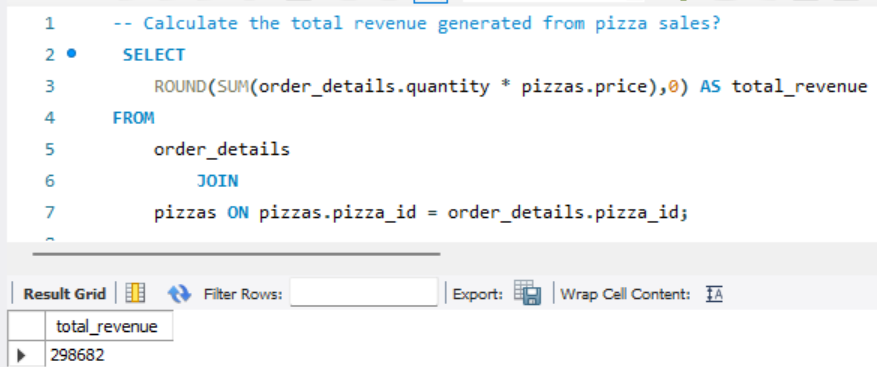 1 -- Calculate the total revenue generated from pizza sales?
2 SELECT
3 ROUND(SUM(order_details.quantity * pizzas.price),0) AS total_revenue
4 FROM
5 order_details
6 JOIN
7 pizzas ON pizzas.pizza_id = order_details.pizza_id;
Result Grid Filter Rows: Export: Wrap Cell Content: IA
total_revenue
298682